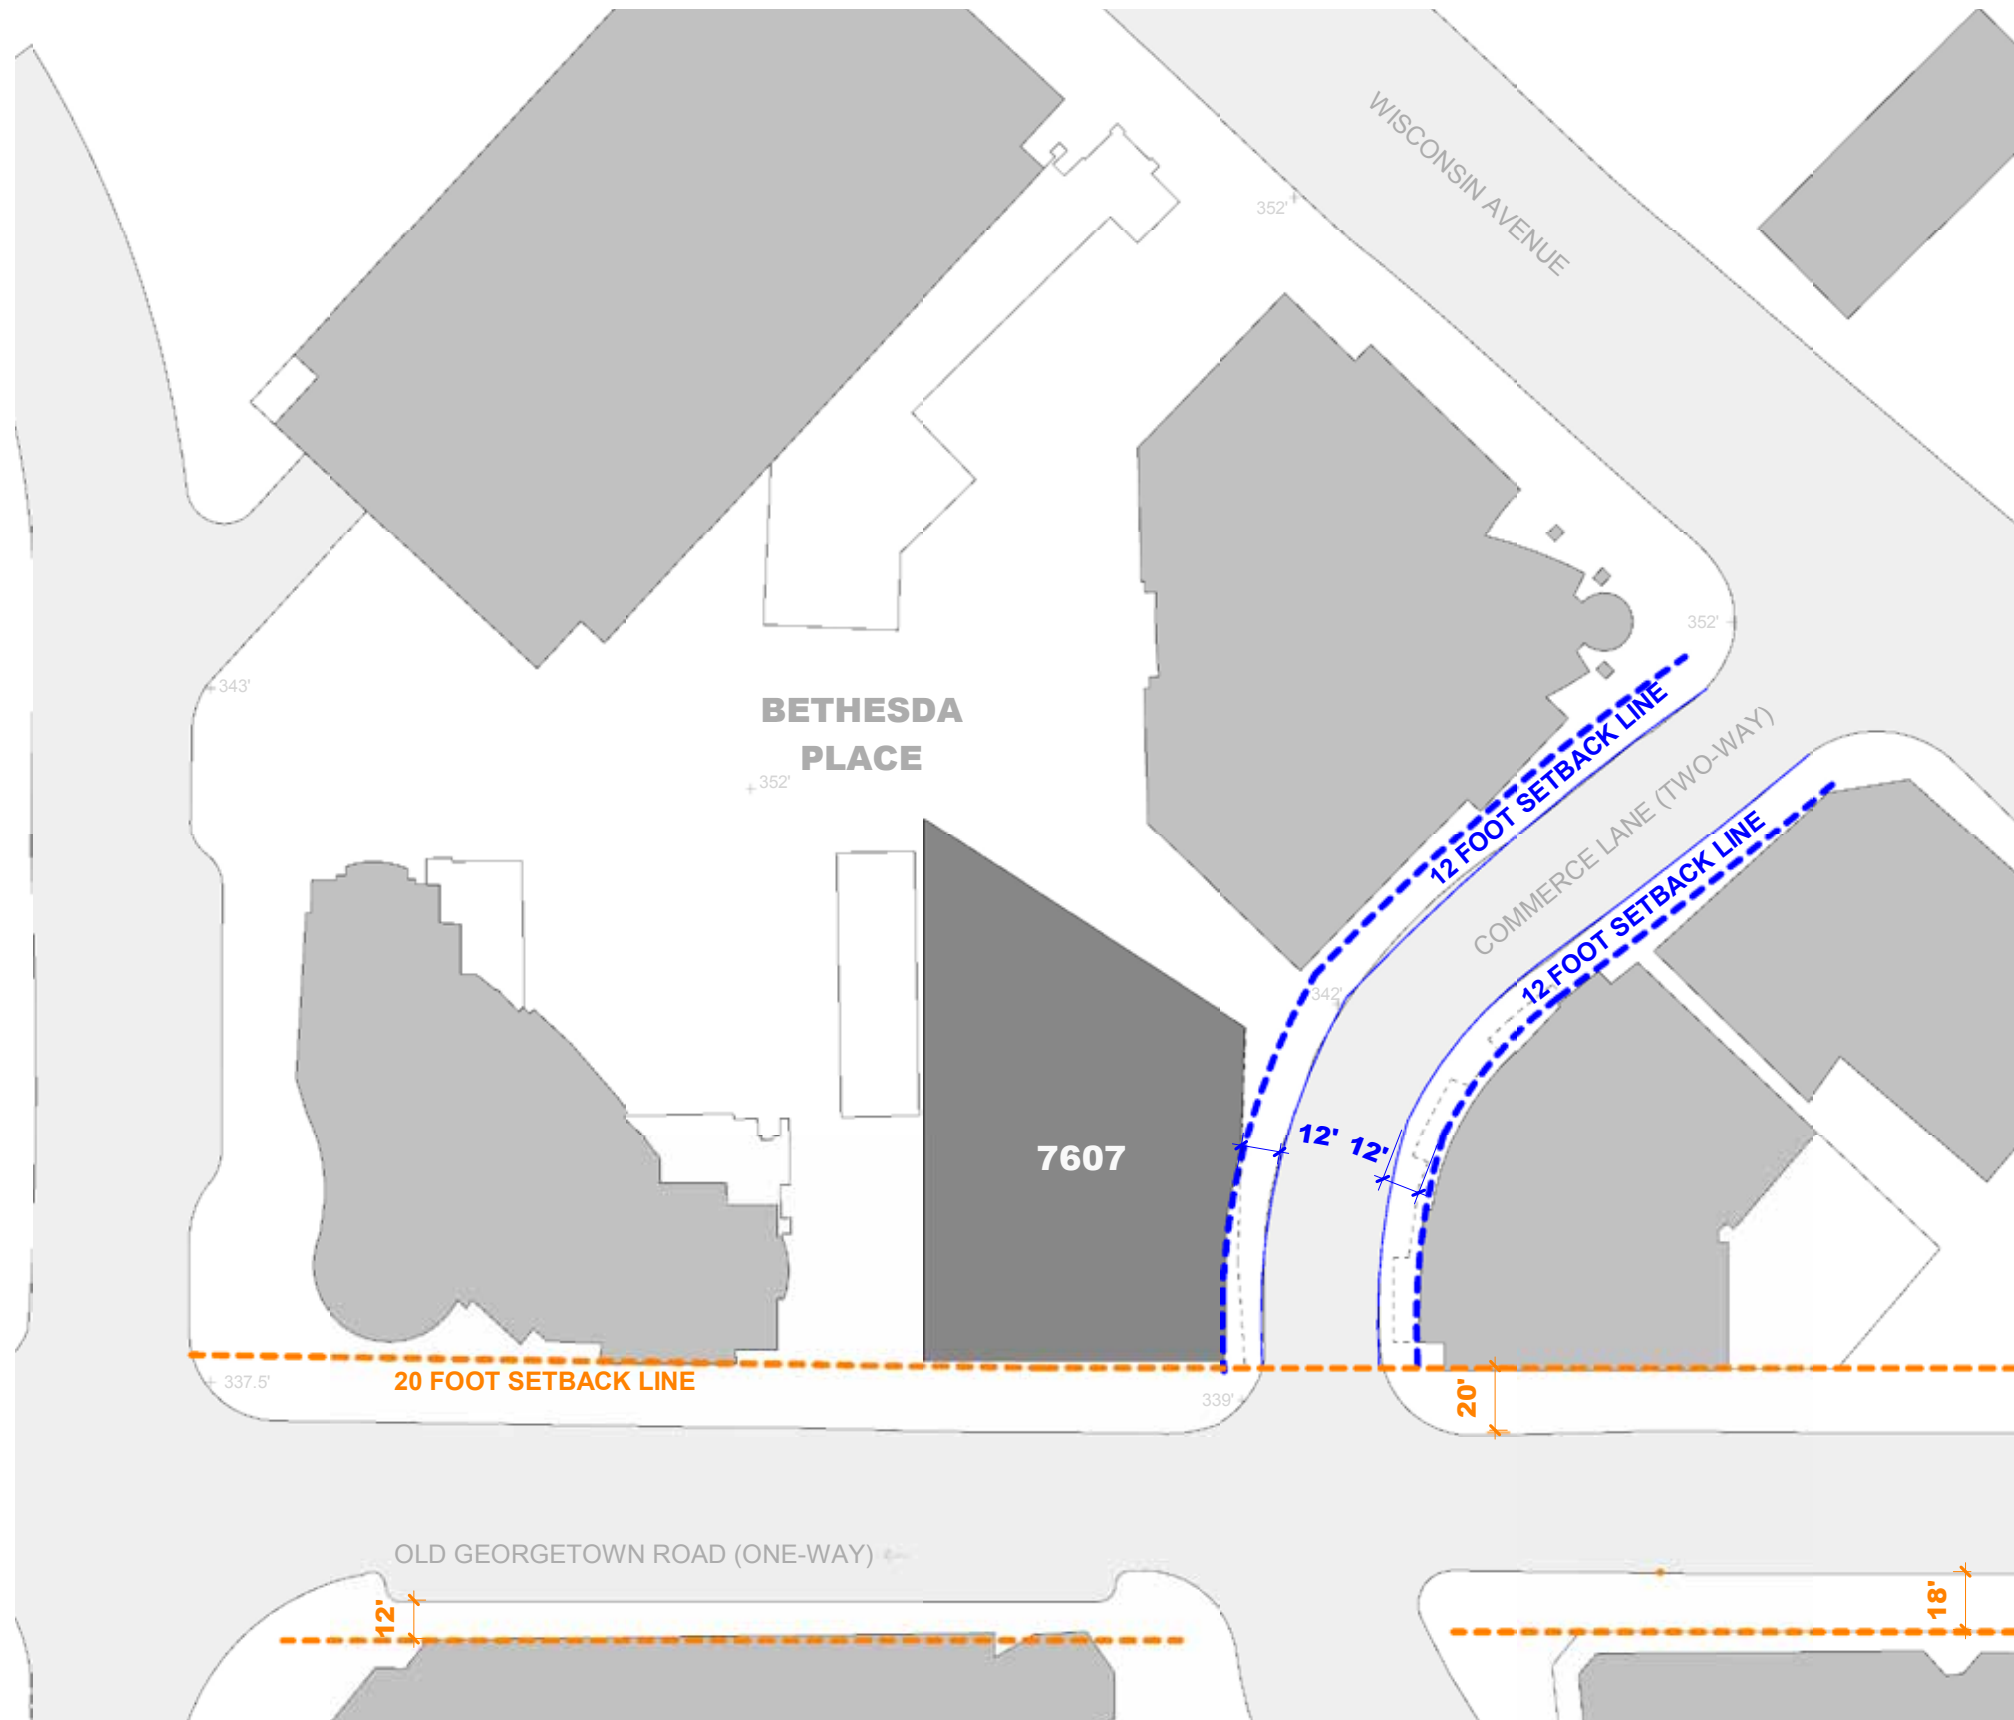 WISCONSIN AVENUE
352'
352'
343'
BETHESDA
PLACE
352'
12 FOOT SETBACK LINE
COMMERCE LANE (TWO-WAY)
12 FOOT SETBACK LINE
342'
7607
12' 12'
20 FOOT SETBACK LINE
337.5'
339'
20'
OLD GEORGETOWN ROAD (ONE-WAY)
12'
18'